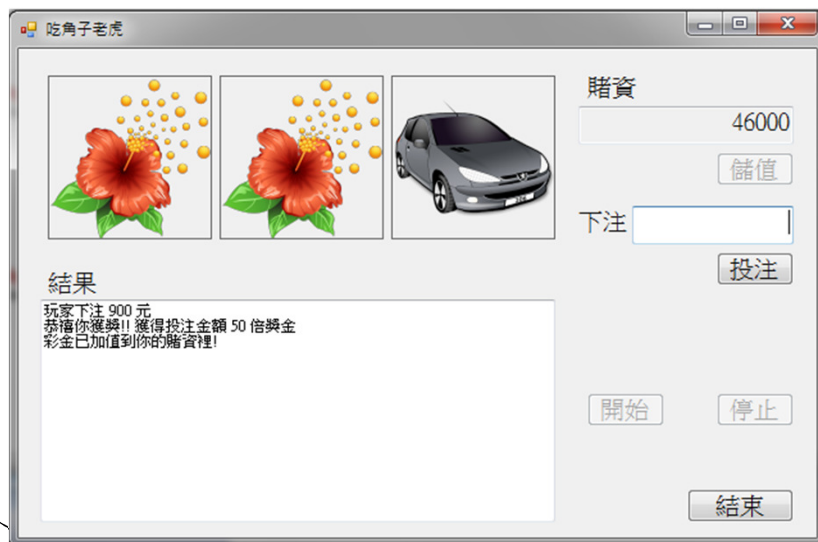 吃角子老虎
賭資
46000
儲值
下注
投注
結果
玩家下注 900 元
恭禧你獲獎!! 獲得投注金額 50 倍獎金
彩金已加值到你的賭資裡!
開始
停止
結束